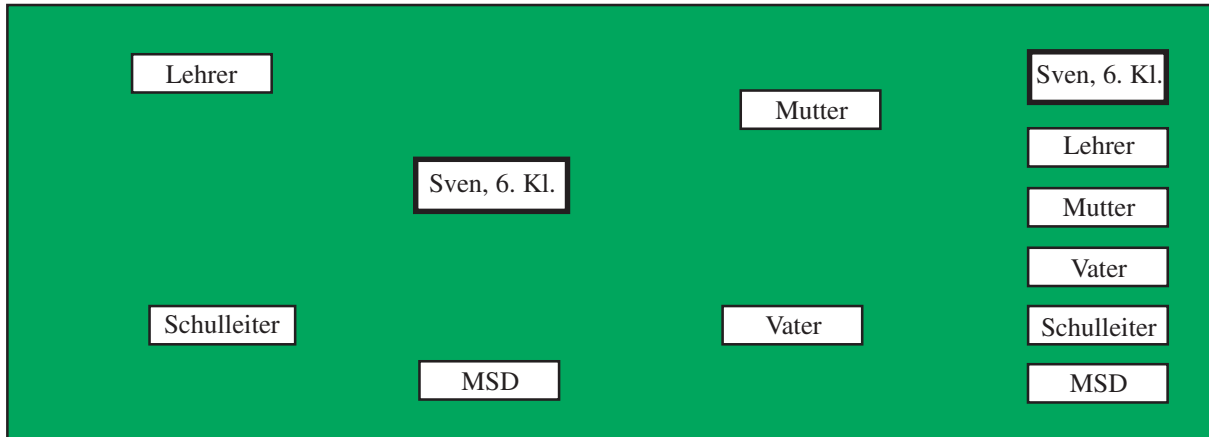 Lehrer
Mutter
Sven, 6. Kl.
Schulleiter
Vater
MSD
Sven, 6. Kl.
Lehrer
Mutter
Vater
Schulleiter
MSD